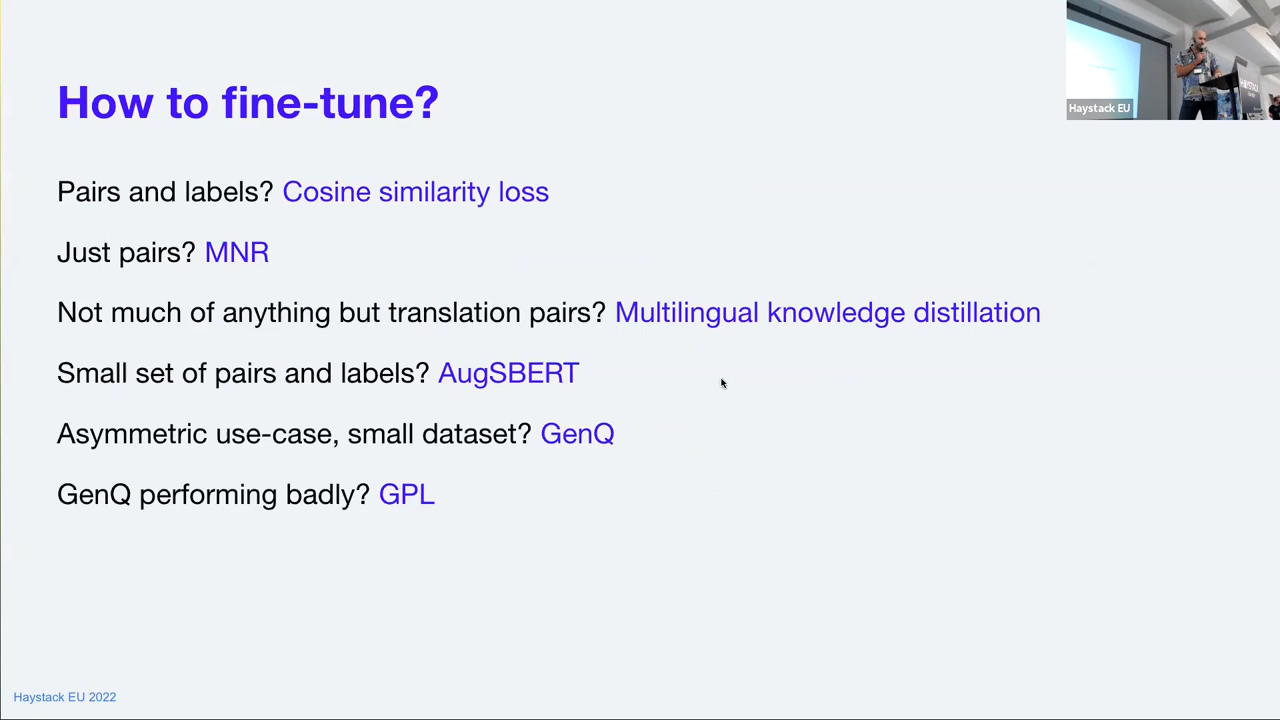 How to fine-tune?
Pairs and labels? Cosine similarity loss
Just pairs? MNR
Not much of anything but translation pairs? Multilingual knowledge distillation
Small set of pairs and labels? AugSBERT
Asymmetric use-case, small dataset? GenQ
GenQ performing badly? GPL
Haystack EU 2022
Haystack EU
HAYSTACK